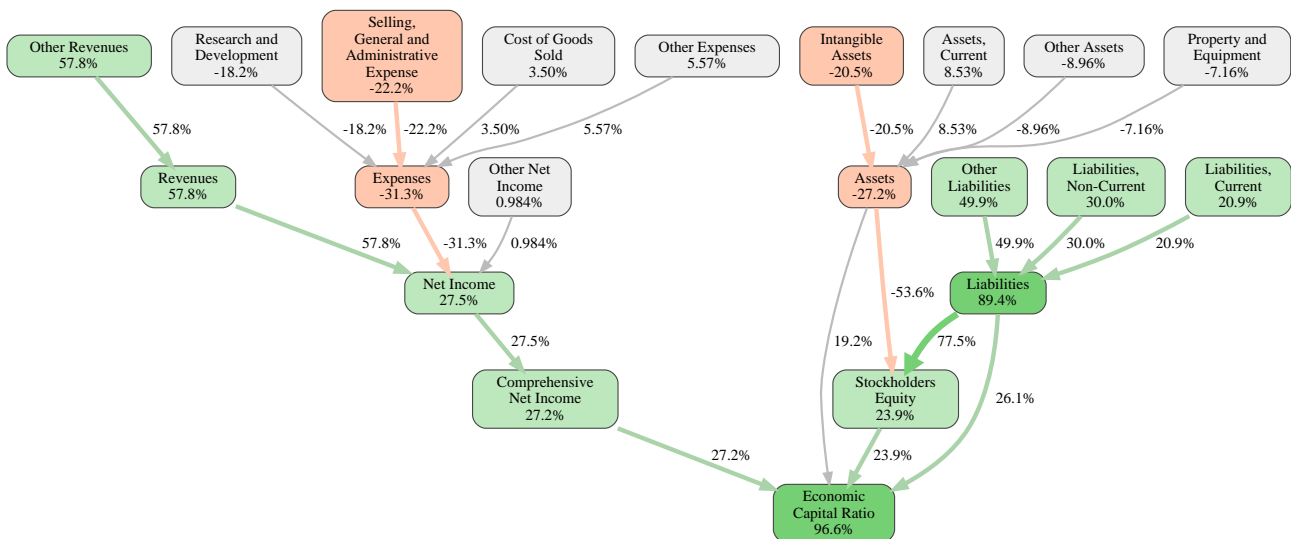 Other Revenues
57.8%
Research and
Development
-18.2%
Selling,
General and
Administrative
Expense
-22.2%
Cost of Goods
Sold
3.50%
Other Expenses
5.57%
Intangible
Assets
-20.5%
Assets,
Current
8.53%
Other Assets
-8.96%
Property and
Equipment
-7.16%
57.8%
-18.2%
-22.2%
3.50%
5.57%
-20.5%
8.53%
-8.96%
-7.16%
Revenues
57.8%
Expenses
-31.3%
Other Net
Income
0.984%
Assets
-27.2%
Other
Liabilities
49.9%
Liabilities,
Non-Current
30.0%
Liabilities,
Current
20.9%
57.8%
-31.3%
0.984%
49.9%
30.0%
20.9%
Net Income
27.5%
-53.6%
Liabilities
89.4%
27.5%
19.2%
77.5%
Comprehensive
Net Income
27.2%
Stockholders
Equity
23.9%
26.1%
27.2%
23.9%
Economic
Capital Ratio
96.6%